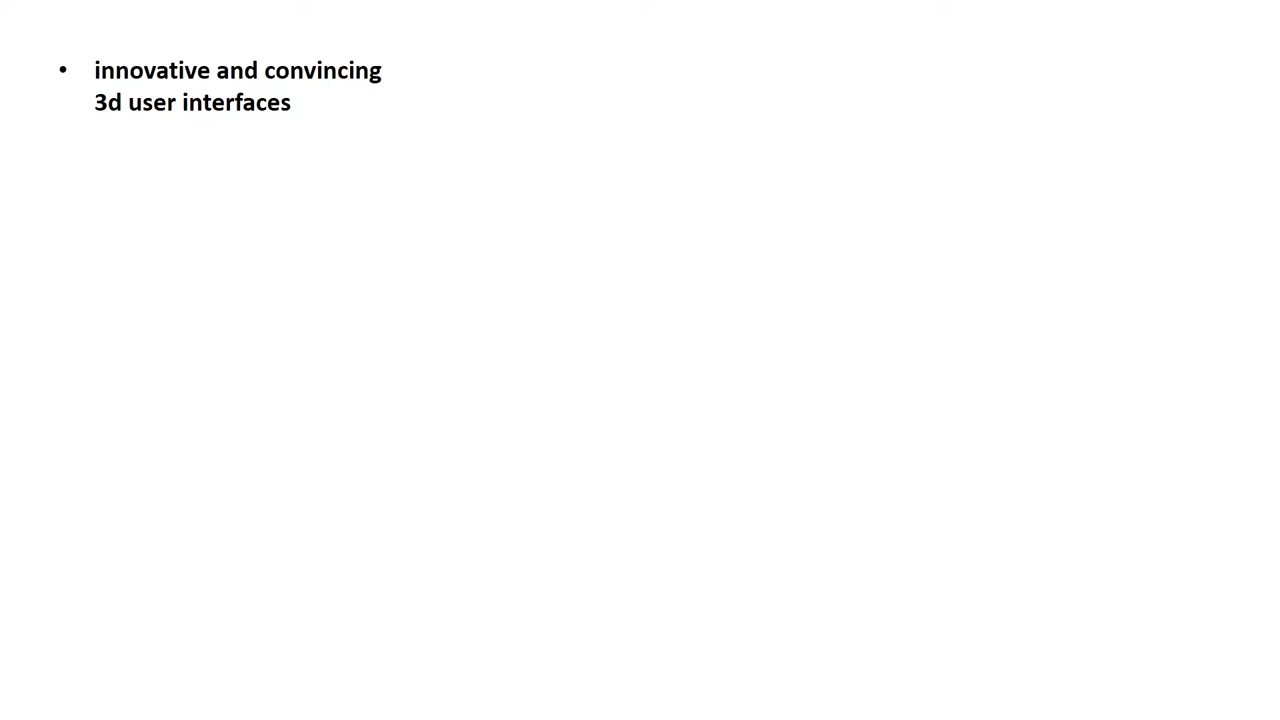 • innovative and convincing
3d user interfaces